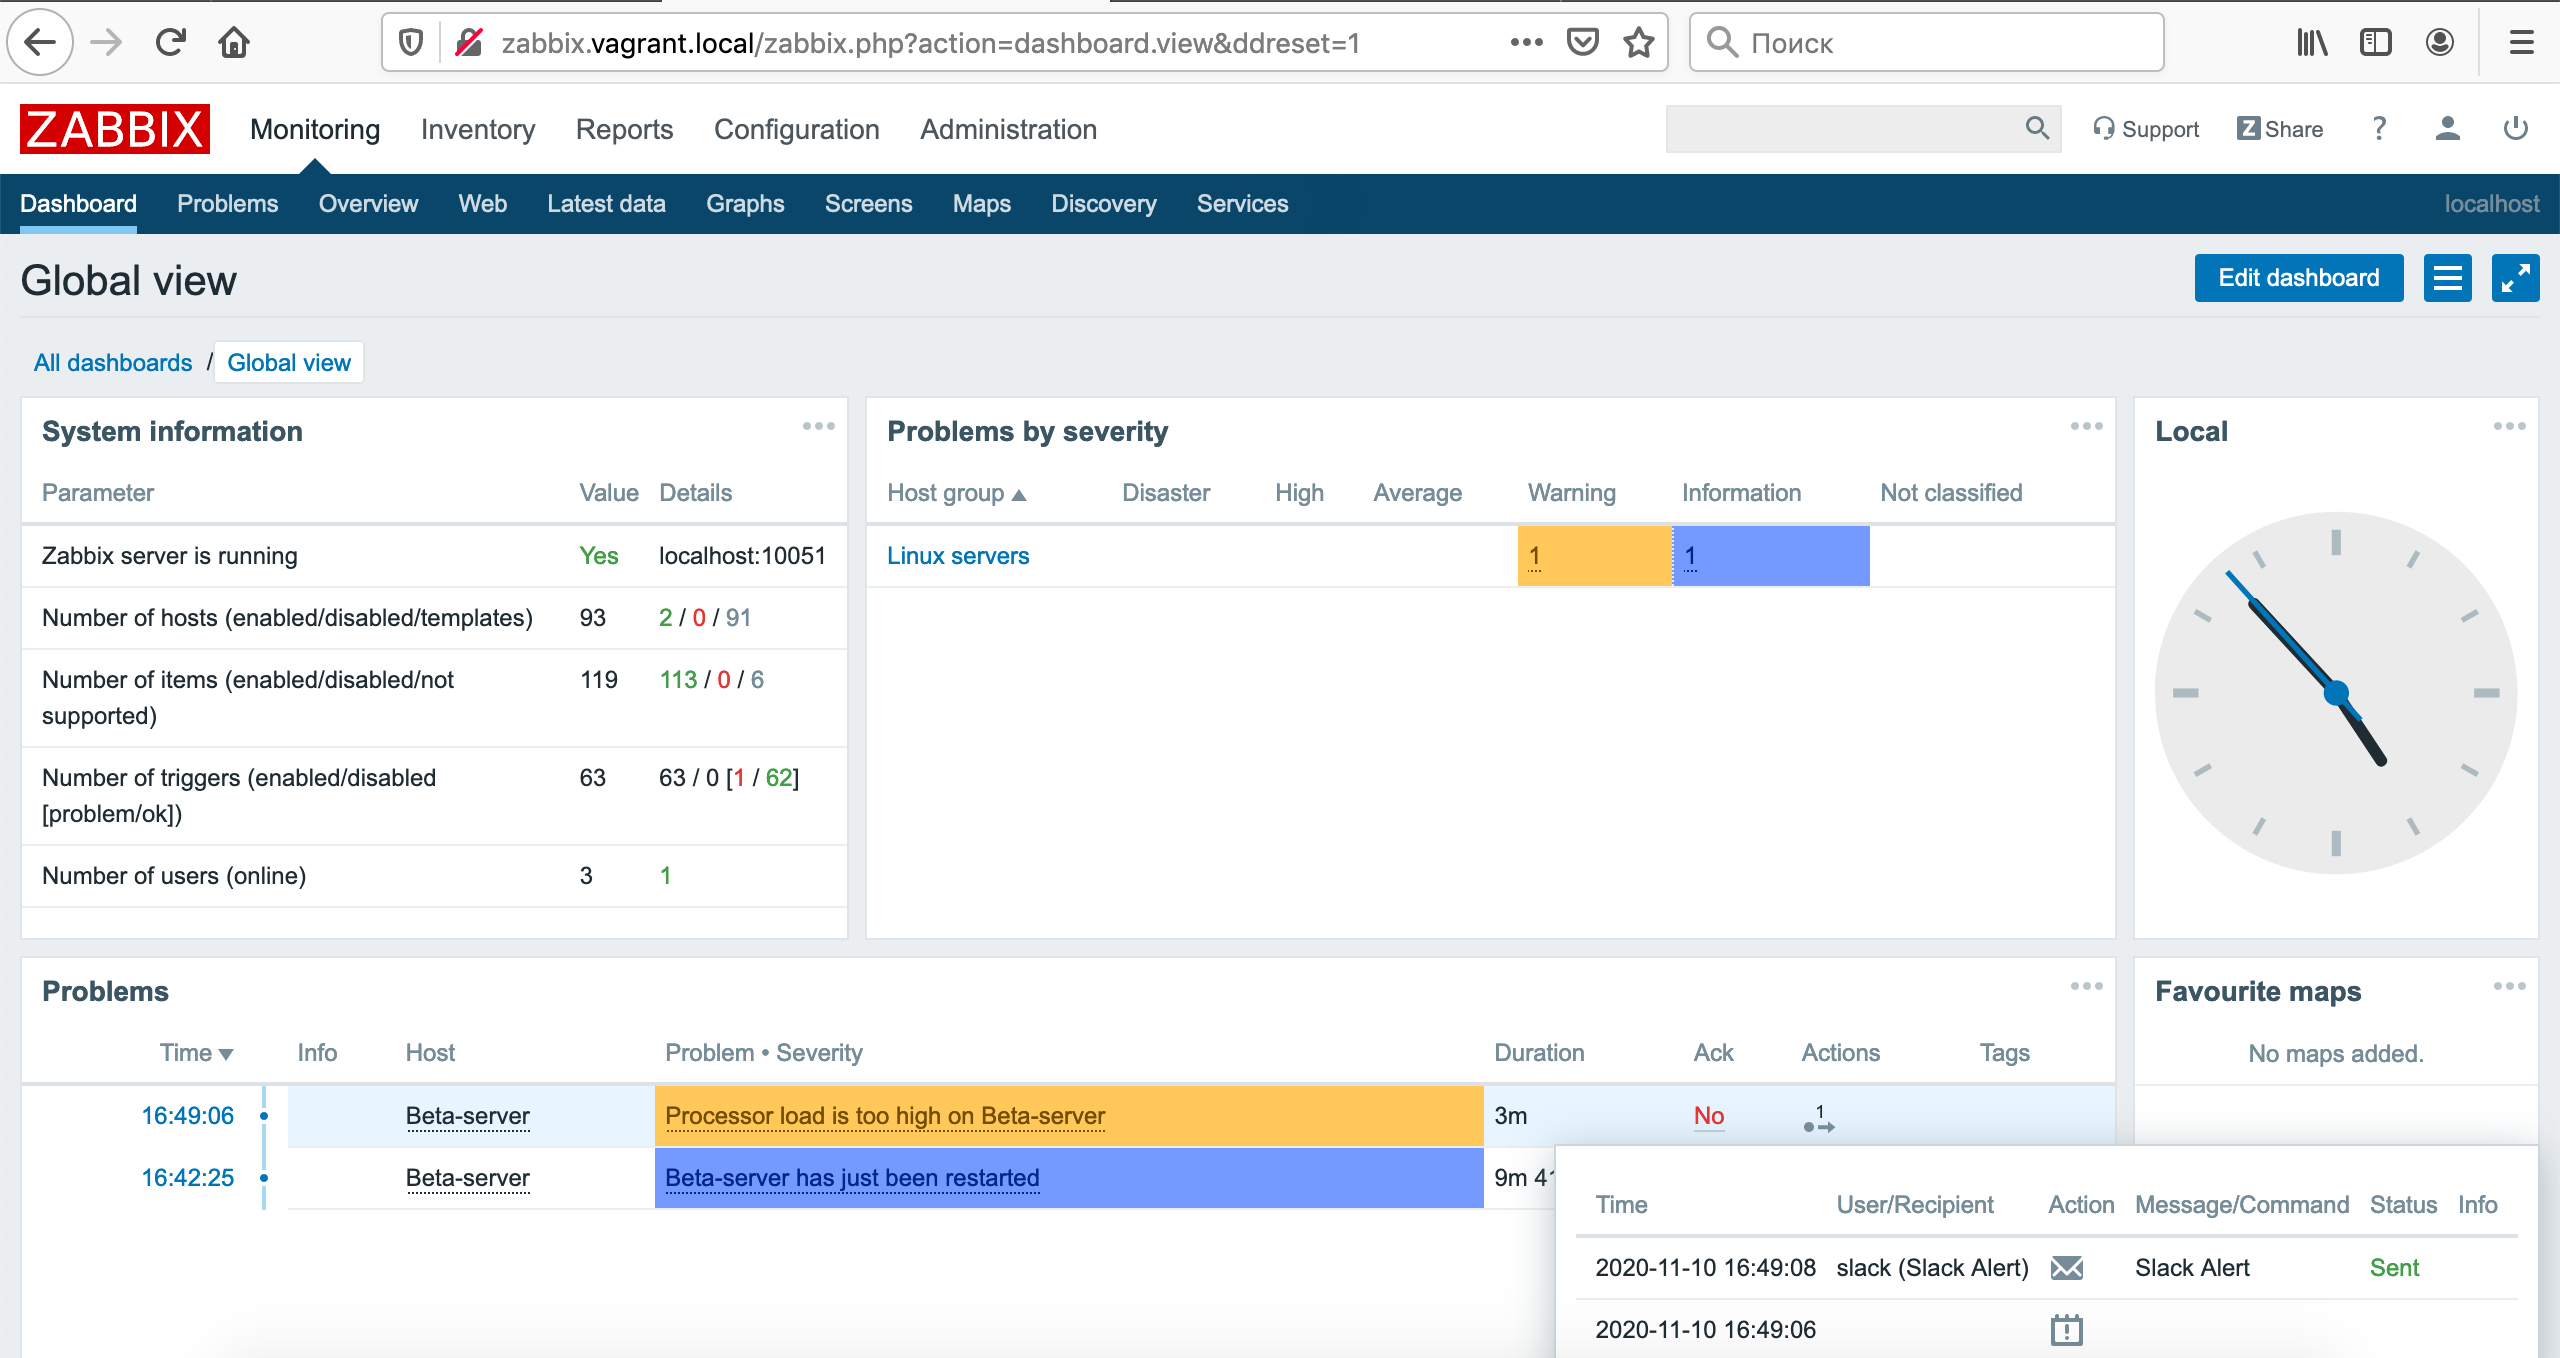 zabbix.vagrant.local/zabbix.php?action=dashboard.view&ddreset=1
Поиск
ZABBIX Monitoring Inventory Reports Configuration Administration
Support Z Share ?
Dashboard Problems Overview Web Latest data Graphs Screens Maps Discovery Services localhost
Global view
Edit dashboard
All dashboards / Global view
System information
Parameter Value Details
Zabbix server is running Yes localhost:10051
Number of hosts (enabled/disabled/templates) 93 2 / 0 / 91
Number of items (enabled/disabled/not 119 113 / 0 / 6
supported)
Number of triggers (enabled/disabled 63 63 / 0 [1 / 62]
[problem/ok])
Number of users (online) 3 1
Problems by severity
Host group ▲ Disaster High Average Warning Information Not classified
Linux servers 1 1
Local
Problems
Time ▼ Info Host Problem • Severity Duration Ack Actions Tags
16:49:06 Beta-server Processor load is too high on Beta-server 3m No 1
16:42:25 Beta-server Beta-server has just been restarted 9m
Favourite maps
No maps added.
Time User/Recipient Action Message/Command Status Info
2020-11-10 16:49:08 slack (Slack Alert) Slack Alert Sent
2020-11-10 16:49:06